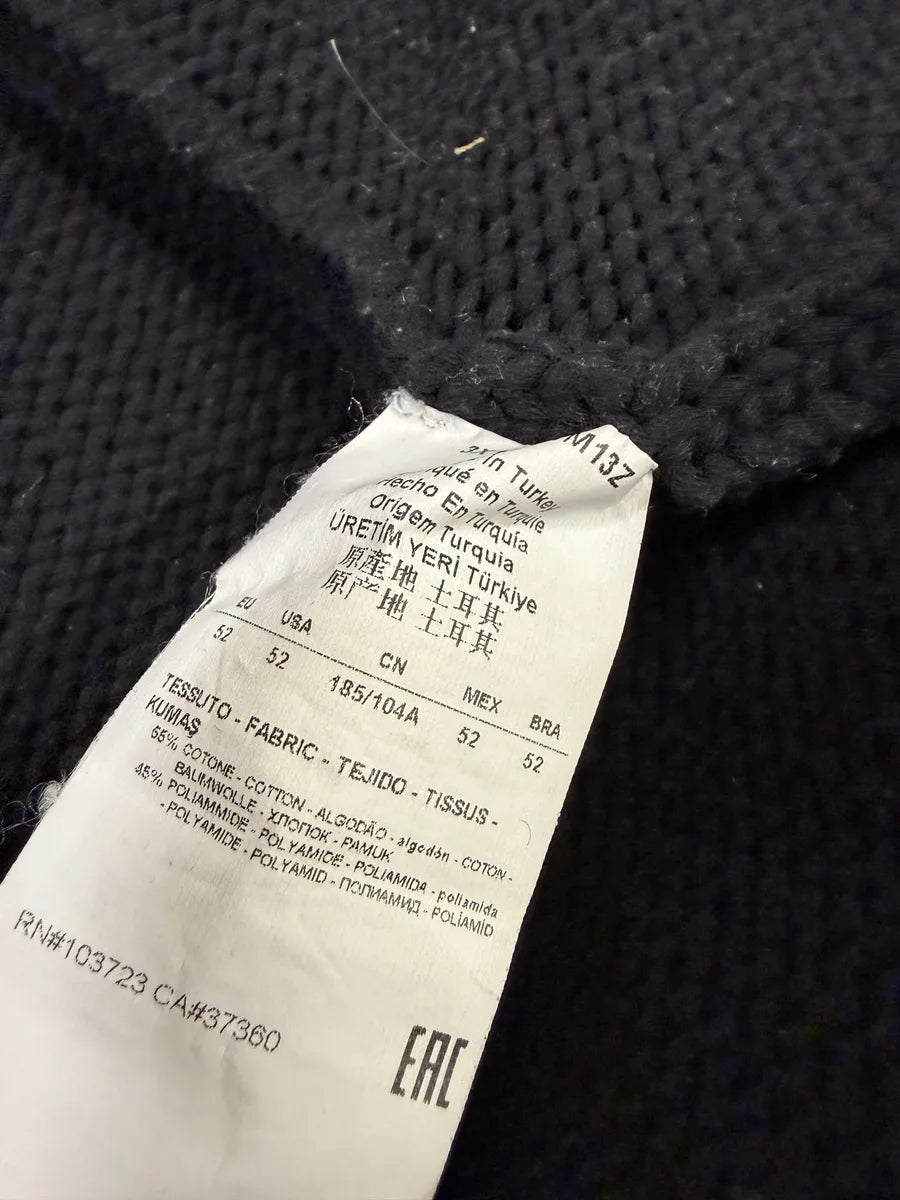 M13Z
in Turkey
iqué en Turquie
Hecho En Turquía
Origem Turquia
ÜRETİM YERİ Türkiye
原產地 土耳其
原产地 土耳其
EU USA CN MEX BRA
52 52 185/104A 52 52
TESSUTO - FABRIC - TEJIDO - TISSUS -
KUMAŞ
55% COTONE - COTTON - ALGODÃO - algodón - COTON -
BAUMWOLLE - ХЛОПОК - PAMUK
45% POLIAMMIDE - POLYAMIDE - POLIAMIDA - poliamida
- POLYAMIDE - POLYAMID - ПОЛИАМИД - POLİAMİD
RN#103723 CA#37360
EAC